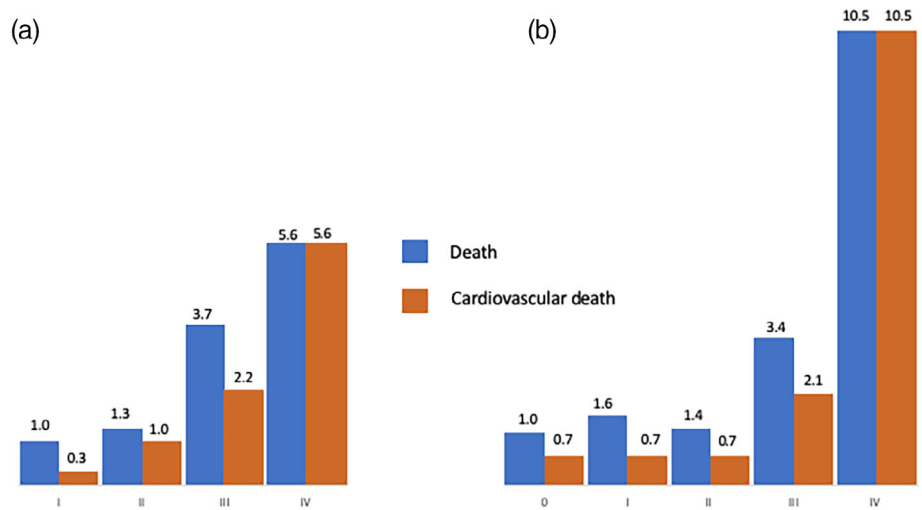 (a)
1.0
0.3
1.3
1.0
3.7
2.2
5.6 5.6
I II III IV
Death
Cardiovascular death
(b)
1.0
0.7
1.6
0.7
1.4
0.7
3.4
2.1
10.5 10.5
0 I II III IV